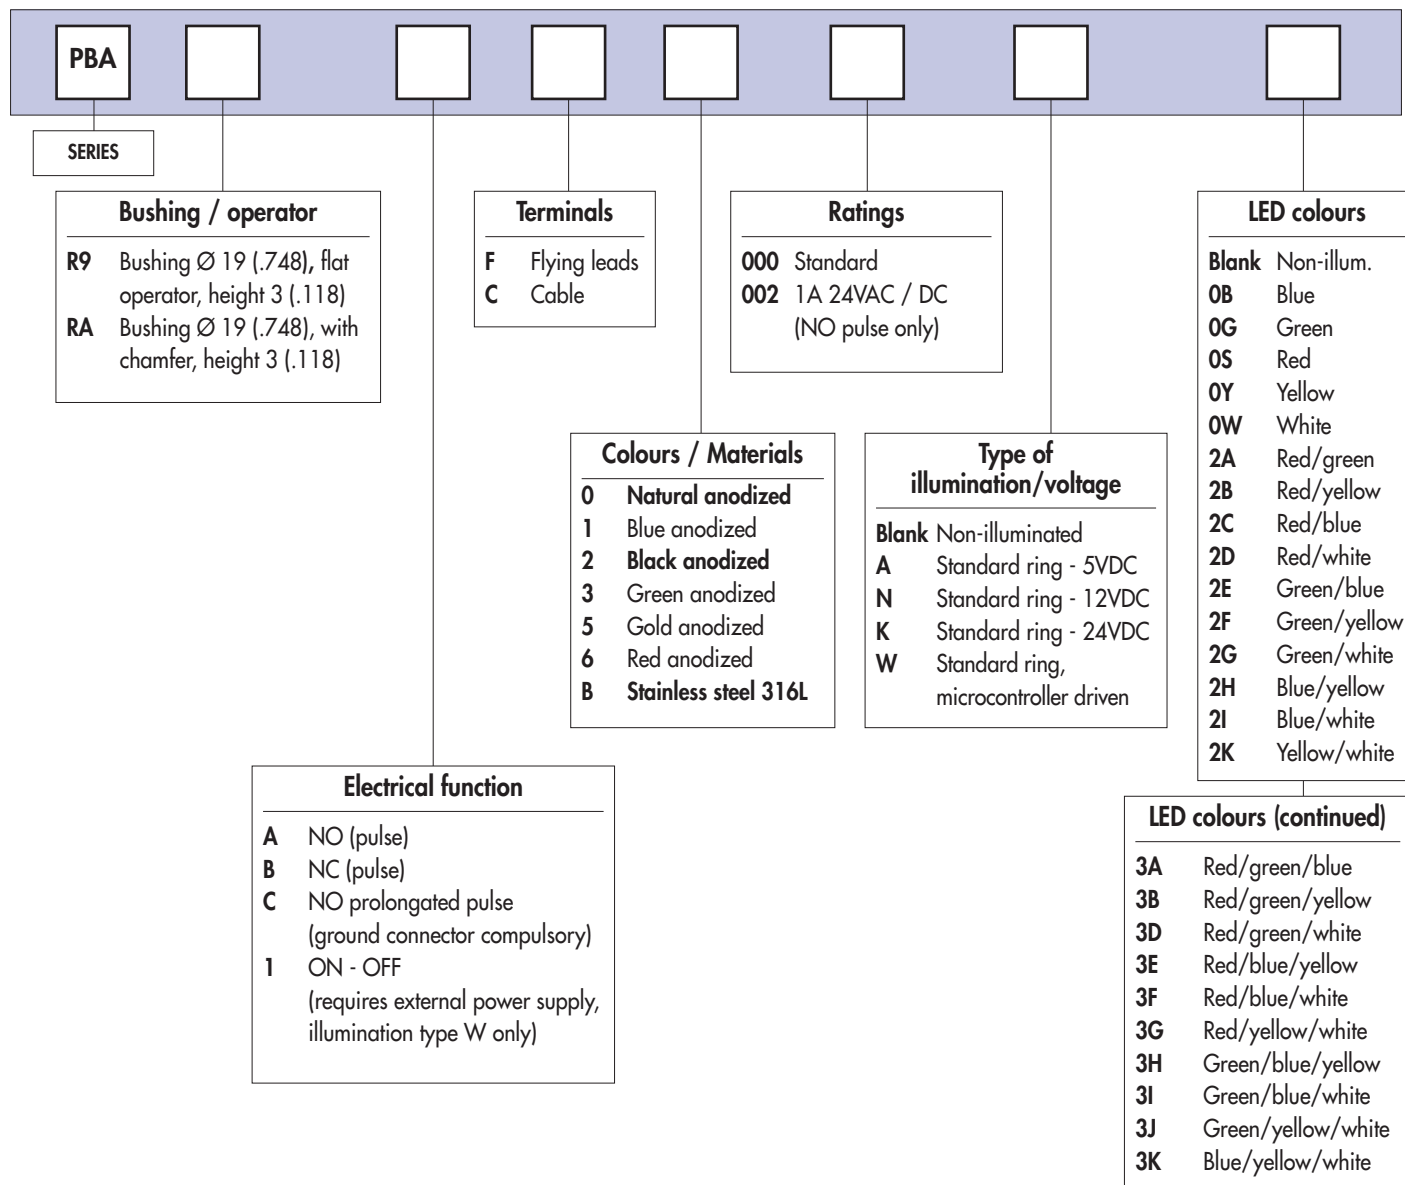 PBA
SERIES
Bushing / operator
R9 Bushing Ø 19 (.748), flat
operator, height 3 (.118)
RA Bushing Ø 19 (.748), with
chamfer, height 3 (.118)
Terminals
F Flying leads
C Cable
Ratings
000 Standard
002 1A 24VAC / DC
(NO pulse only)
LED colours
Blank Non-illum.
0B Blue
0G Green
0S Red
0Y Yellow
0W White
2A Red/green
2B Red/yellow
2C Red/blue
2D Red/white
2E Green/blue
2F Green/yellow
2G Green/white
2H Blue/yellow
2I Blue/white
2K Yellow/white
Colours / Materials
0 Natural anodized
1 Blue anodized
2 Black anodized
3 Green anodized
5 Gold anodized
6 Red anodized
B Stainless steel 316L
Type of
illumination/voltage
Blank Non-illuminated
A Standard ring - 5VDC
N Standard ring - 12VDC
K Standard ring - 24VDC
W Standard ring,
microcontroller driven
Electrical function
A NO (pulse)
B NC (pulse)
C NO prolongated pulse
(ground connector compulsory)
1 ON - OFF
(requires external power supply,
illumination type W only)
LED colours (continued)
3A Red/green/blue
3B Red/green/yellow
3D Red/green/white
3E Red/blue/yellow
3F Red/blue/white
3G Red/yellow/white
3H Green/blue/yellow
3I Green/blue/white
3J Green/yellow/white
3K Blue/yellow/white